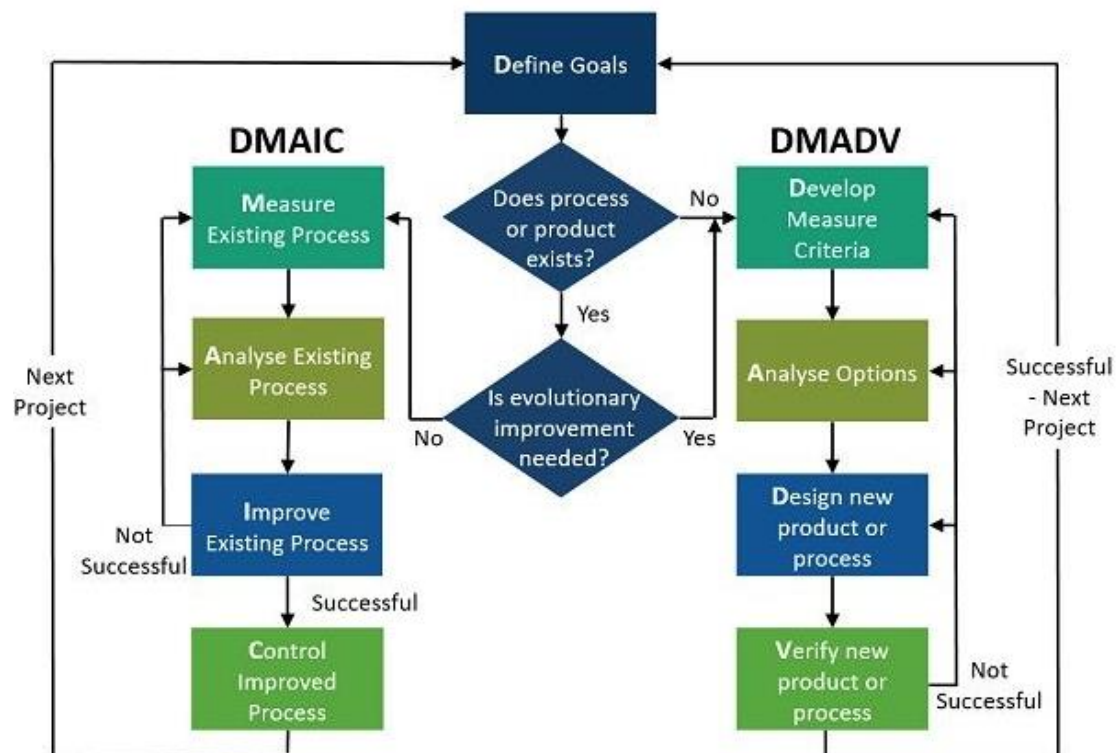 Define Goals
DMAIC
DMADV
Measure
Existing Process
Does process
or product
exists?
No
Develop
Measure
Criteria
Yes
Analyse Existing
Process
Is evolutionary
improvement
needed?
No
Yes
Analyse Options
Next
Project
Successful
- Next
Project
Improve
Existing Process
Not
Successful
Successful
Design new
product or
process
Control
Improved
Process
Verify new
product or
process
Not
Successful